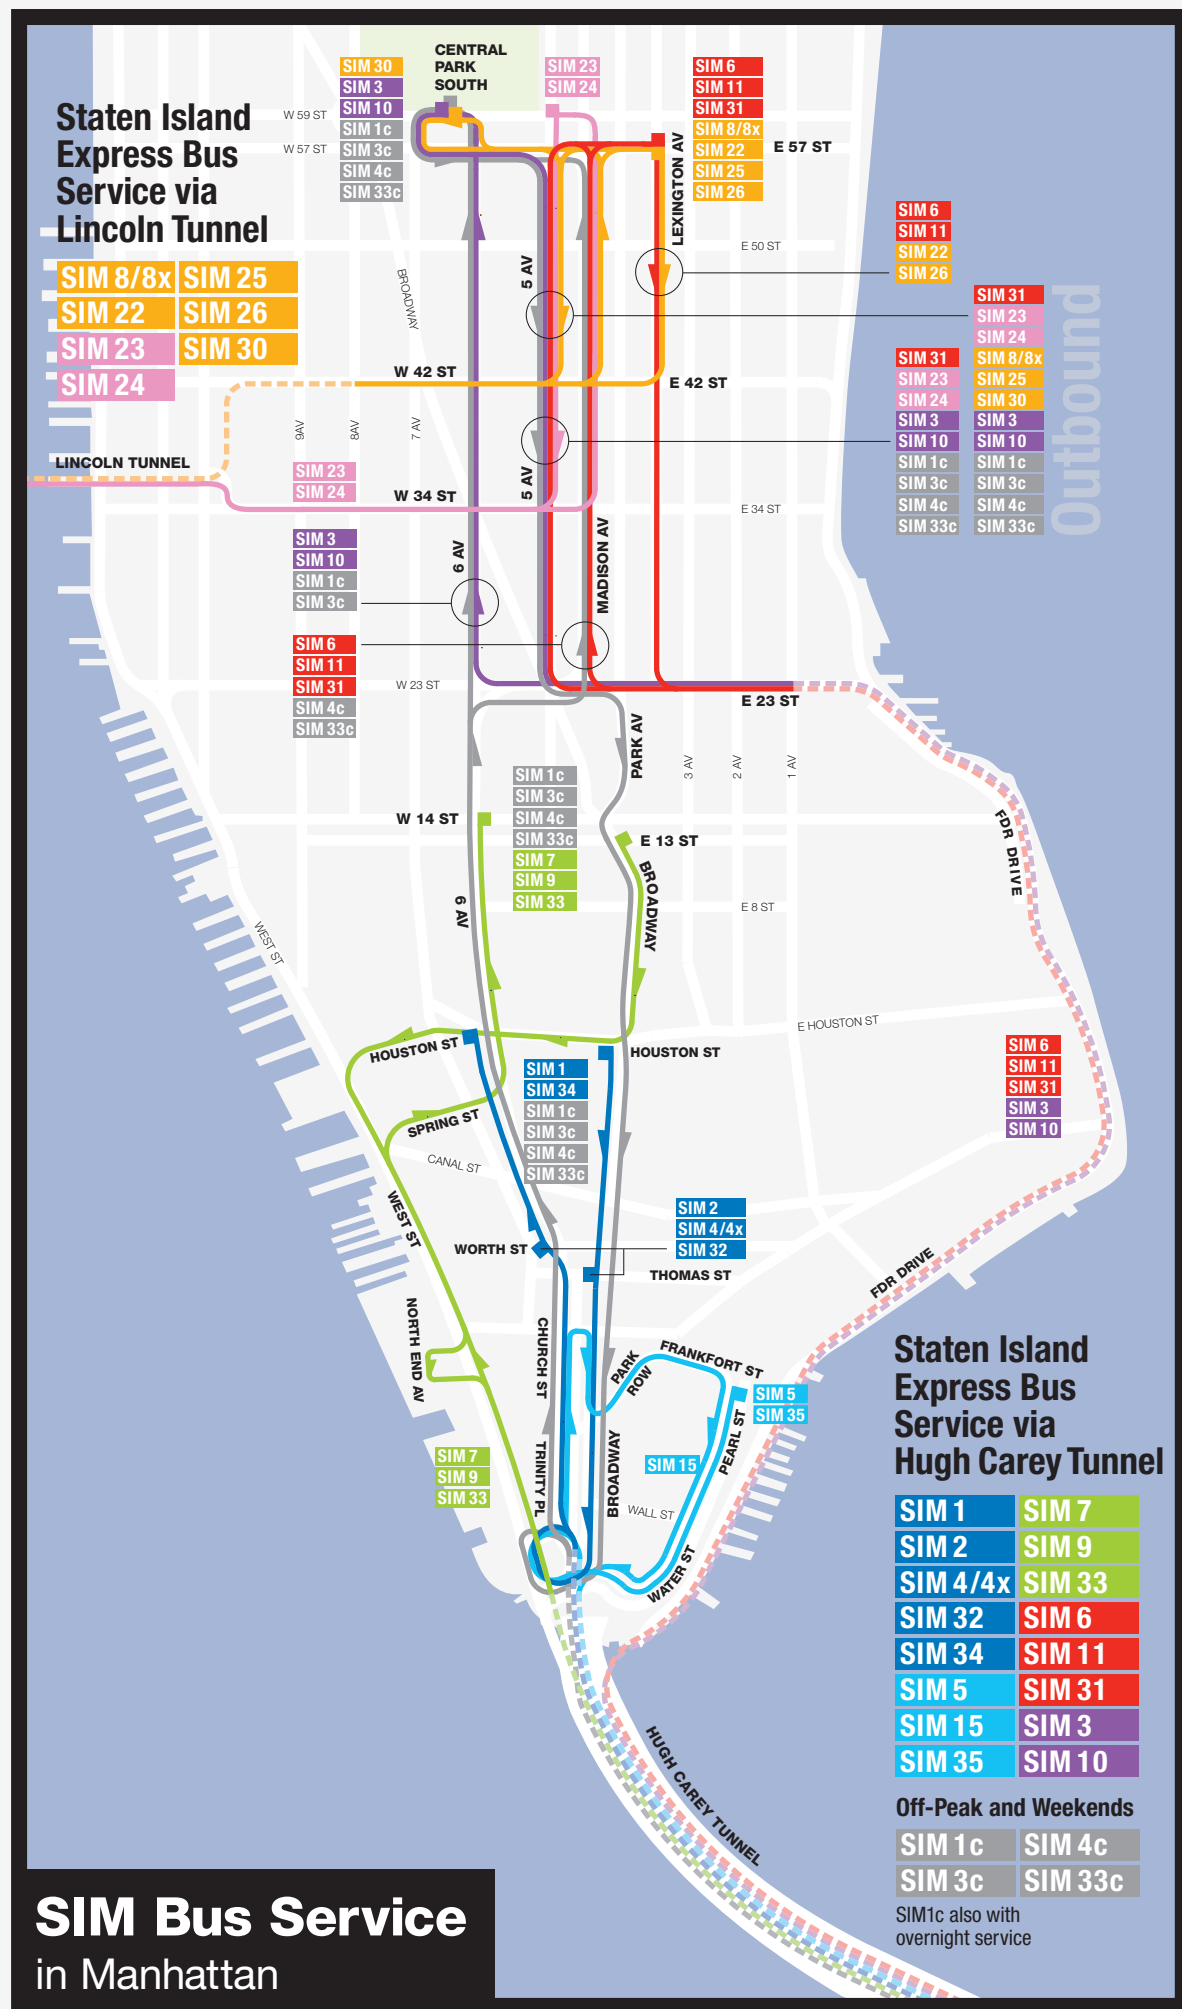 CENTRAL
PARK
SOUTH
SIM 30
SIM 3
SIM 10
SIM 1c
SIM 3c
SIM 4c
SIM 33c
SIM 23
SIM 24
SIM 6
SIM 11
SIM 31
SIM 8/8x
SIM 22
SIM 25
SIM 26
Staten Island
Express Bus
Service via
Lincoln Tunnel
SIM 8/8x SIM 25
SIM 22 SIM 26
SIM 23 SIM 30
SIM 24
W 59 ST
W 57 ST
E 57 ST
LEXINGTON AV
E 50 ST
BROADWAY
5 AV
SIM 6
SIM 11
SIM 22
SIM 26
SIM 31
SIM 23
SIM 24
SIM 8/8x
SIM 25
SIM 30
SIM 3
SIM 10
SIM 1c
SIM 3c
SIM 4c
SIM 33c
SIM 31
SIM 23
SIM 24
SIM 3
SIM 10
SIM 1c
SIM 3c
SIM 4c
SIM 33c
Outbound
W 42 ST
E 42 ST
9AV
8AV
7 AV
LINCOLN TUNNEL
SIM 23
SIM 24
W 34 ST
5 AV
E 34 ST
SIM 3
SIM 10
SIM 1c
SIM 3c
6 AV
MADISON AV
SIM 6
SIM 11
SIM 31
SIM 4c
SIM 33c
W 23 ST
E 23 ST
PARK AV
3 AV
2 AV
1 AV
SIM 1c
SIM 3c
SIM 4c
SIM 33c
SIM 7
SIM 9
SIM 33
W 14 ST
E 13 ST
FDR DRIVE
BROADWAY
6 AV
E 8 ST
WEST ST
E HOUSTON ST
HOUSTON ST
HOUSTON ST
SIM 1
SIM 34
SIM 1c
SIM 3c
SIM 4c
SIM 33c
SIM 6
SIM 11
SIM 31
SIM 3
SIM 10
SPRING ST
CANAL ST
WEST ST
SIM 2
SIM 4/4x
SIM 32
WORTH ST
THOMAS ST
FDR DRIVE
NORTH END AV
CHURCH ST
PARK
ROW
FRANKFORT ST
SIM 5
SIM 35
PEARL ST
SIM 15
SIM 7
SIM 9
SIM 33
TRINITY PL
BROADWAY
WALL ST
WATER ST
Staten Island
Express Bus
Service via
Hugh Carey Tunnel
SIM 1 SIM 7
SIM 2 SIM 9
SIM 4/4x SIM 33
SIM 32 SIM 6
SIM 34 SIM 11
SIM 5 SIM 31
SIM 15 SIM 3
SIM 35 SIM 10
HUGH CAREY TUNNEL
Off-Peak and Weekends
SIM 1c SIM 4c
SIM 3c SIM 33c
SIM1c also with
overnight service
SIM Bus Service
in Manhattan